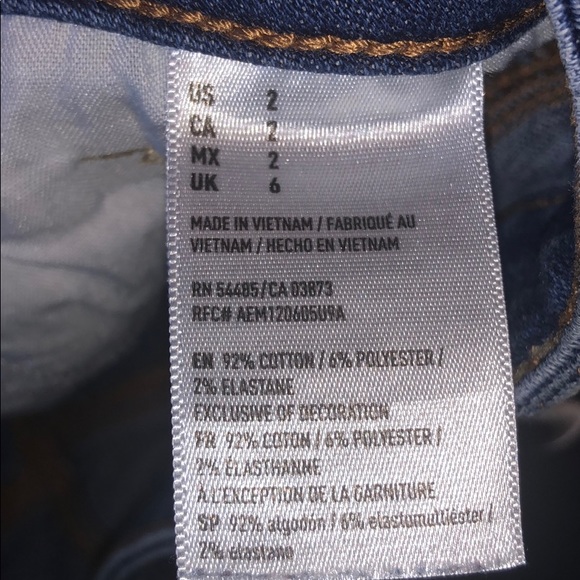 US 2
CA 2
MX 2
UK 6
MADE IN VIETNAM / FABRIQUÉ AU
VIETNAM / HECHO EN VIETNAM
RN 54485/CA 03873
RFC# AEM120605U9A
EN 92% COTTON / 6% POLYESTER /
2% ELASTANE
EXCLUSIVE OF DECORATION
FR 92% COTON / 6% POLYESTER /
2% ÉLASTHANNE
À L'EXCEPTION DE LA GARNITURE
SP 92% algodón / 6% elastomultiéster /
2% elastano